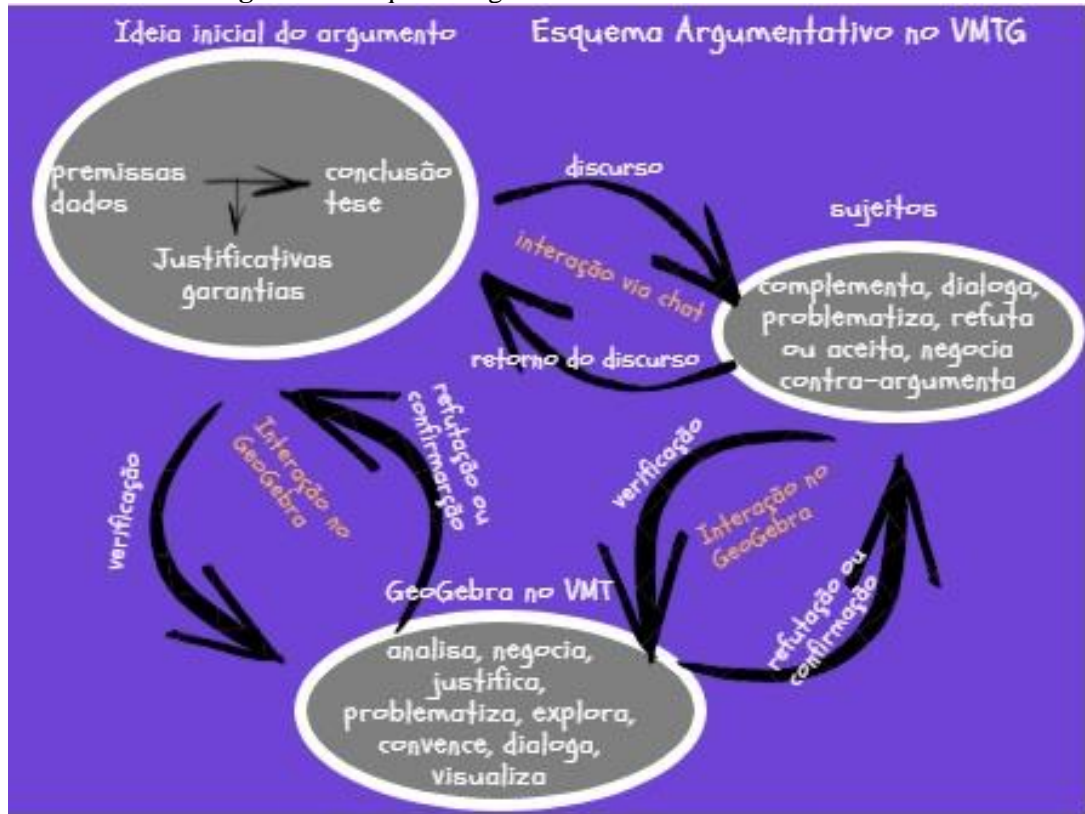 Ideia inicial do argumento
Esquema Argumentativo no VMTG
premissas
dados
conclusão
tese
Justificativas
garantias
discurso
interação via chat
retorno do discurso
sujeitos
complementa, dialoga,
problematiza, refuta
ou aceita, negocia
contra-argumenta
verificação
Interação no
GeoGebra
refutação ou
confirmarção
verificação
Interação no
GeoGebra
refutação ou
confirmação
GeoGebra no VMT
analisa, negocia,
justifica,
problematiza, explora,
convence, dialoga,
visualiza